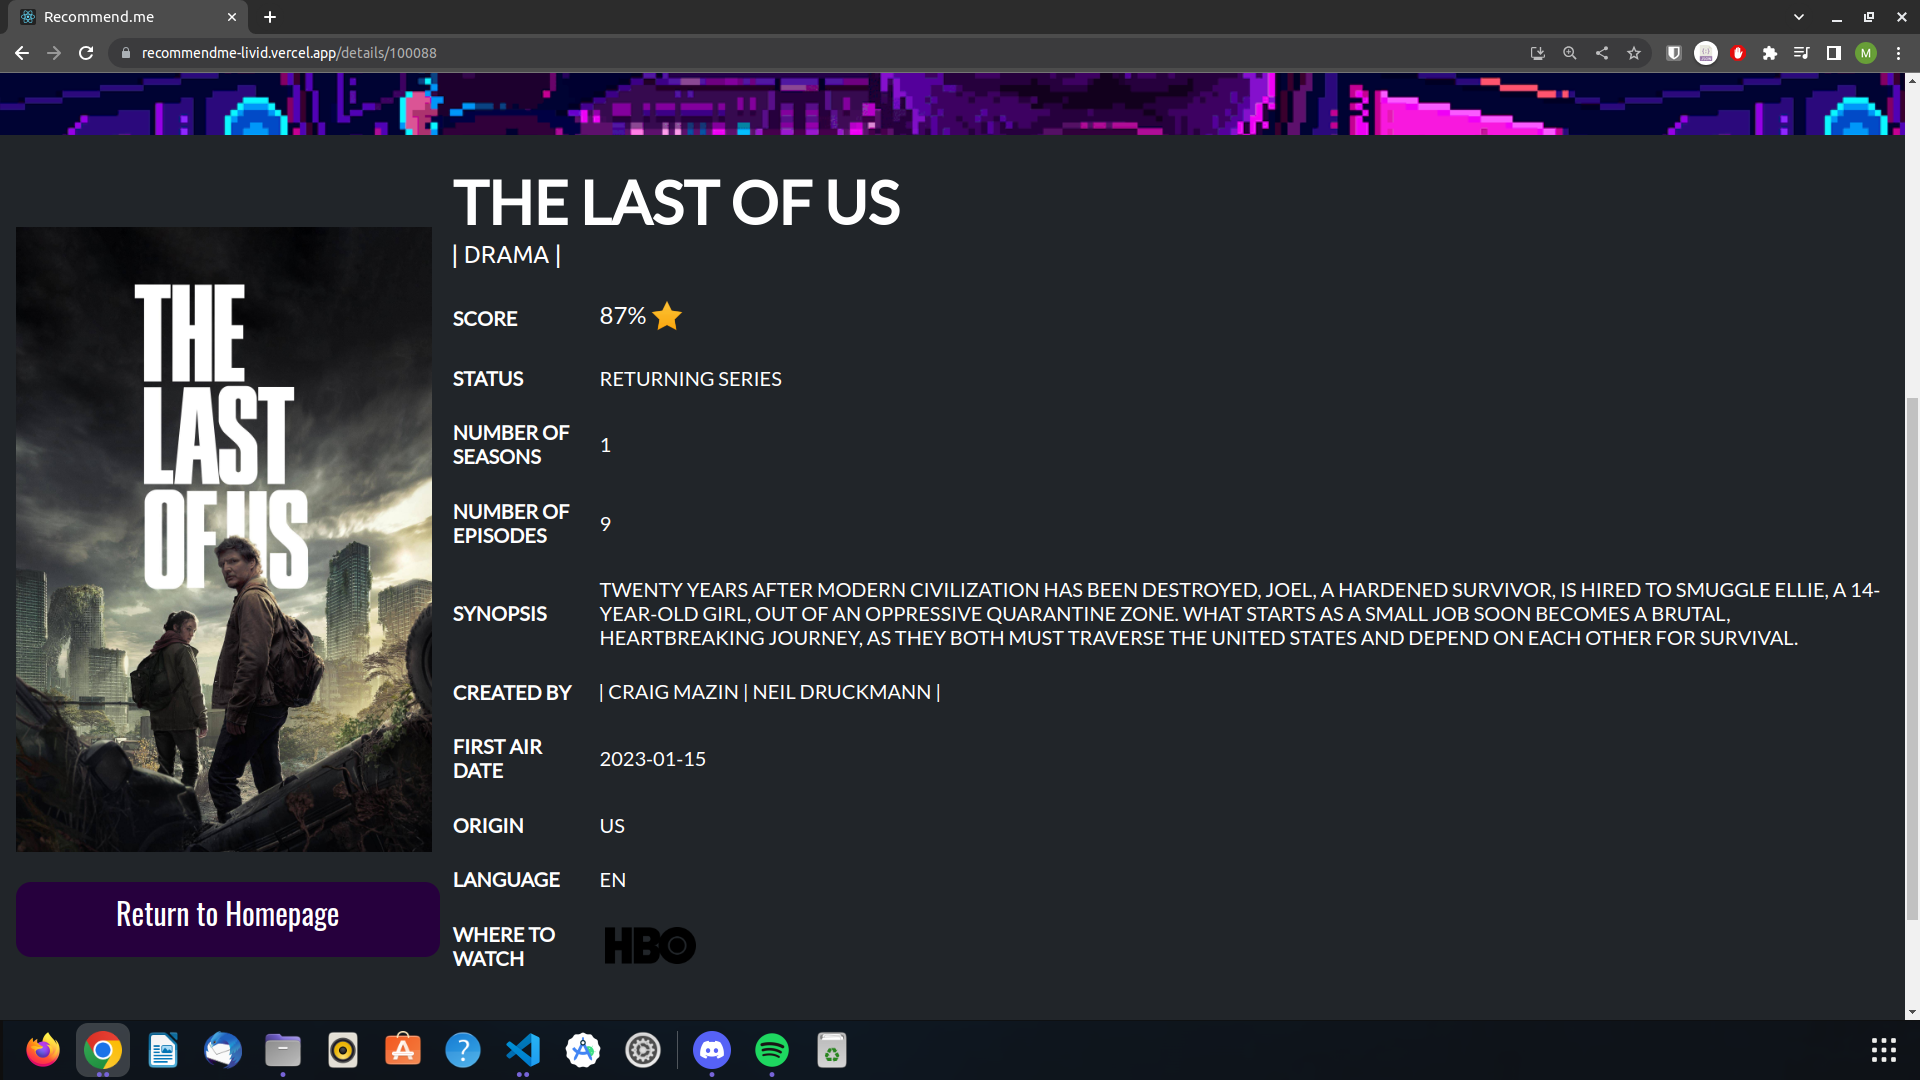 Recommend.me
recommendme-livid.vercel.app/details/100088
M
THE LAST OF US
| DRAMA |
THE
LAST
OF US
SCORE 87%
STATUS RETURNING SERIES
NUMBER OF
SEASONS
1
NUMBER OF
EPISODES
9
SYNOPSIS
TWENTY YEARS AFTER MODERN CIVILIZATION HAS BEEN DESTROYED, JOEL, A HARDENED SURVIVOR, IS HIRED TO SMUGGLE ELLIE, A 14-
YEAR-OLD GIRL, OUT OF AN OPPRESSIVE QUARANTINE ZONE. WHAT STARTS AS A SMALL JOB SOON BECOMES A BRUTAL,
HEARTBREAKING JOURNEY, AS THEY BOTH MUST TRAVERSE THE UNITED STATES AND DEPEND ON EACH OTHER FOR SURVIVAL.
CREATED BY | CRAIG MAZIN | NEIL DRUCKMANN |
FIRST AIR
DATE
2023-01-15
ORIGIN US
LANGUAGE EN
WHERE TO
WATCH
HBO
Return to Homepage